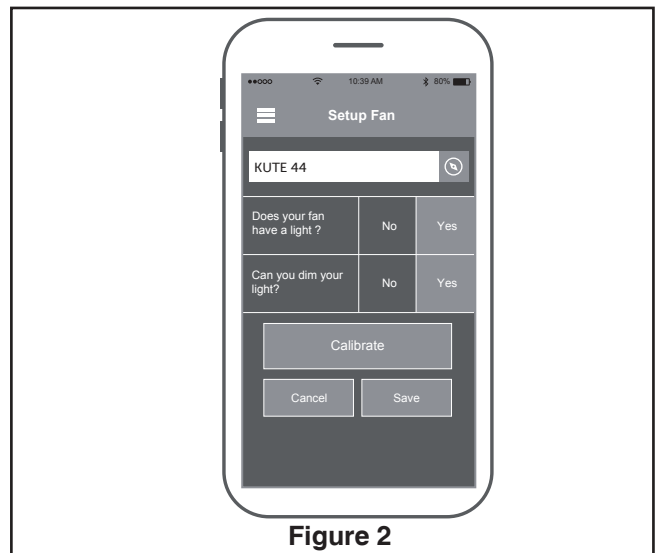 10:39 AM 80%
Setup Fan
KUTE 44
Does your fan
have a light ?
No
Yes
Can you dim your
light?
No
Yes
Calibrate
Cancel
Save
Figure 2